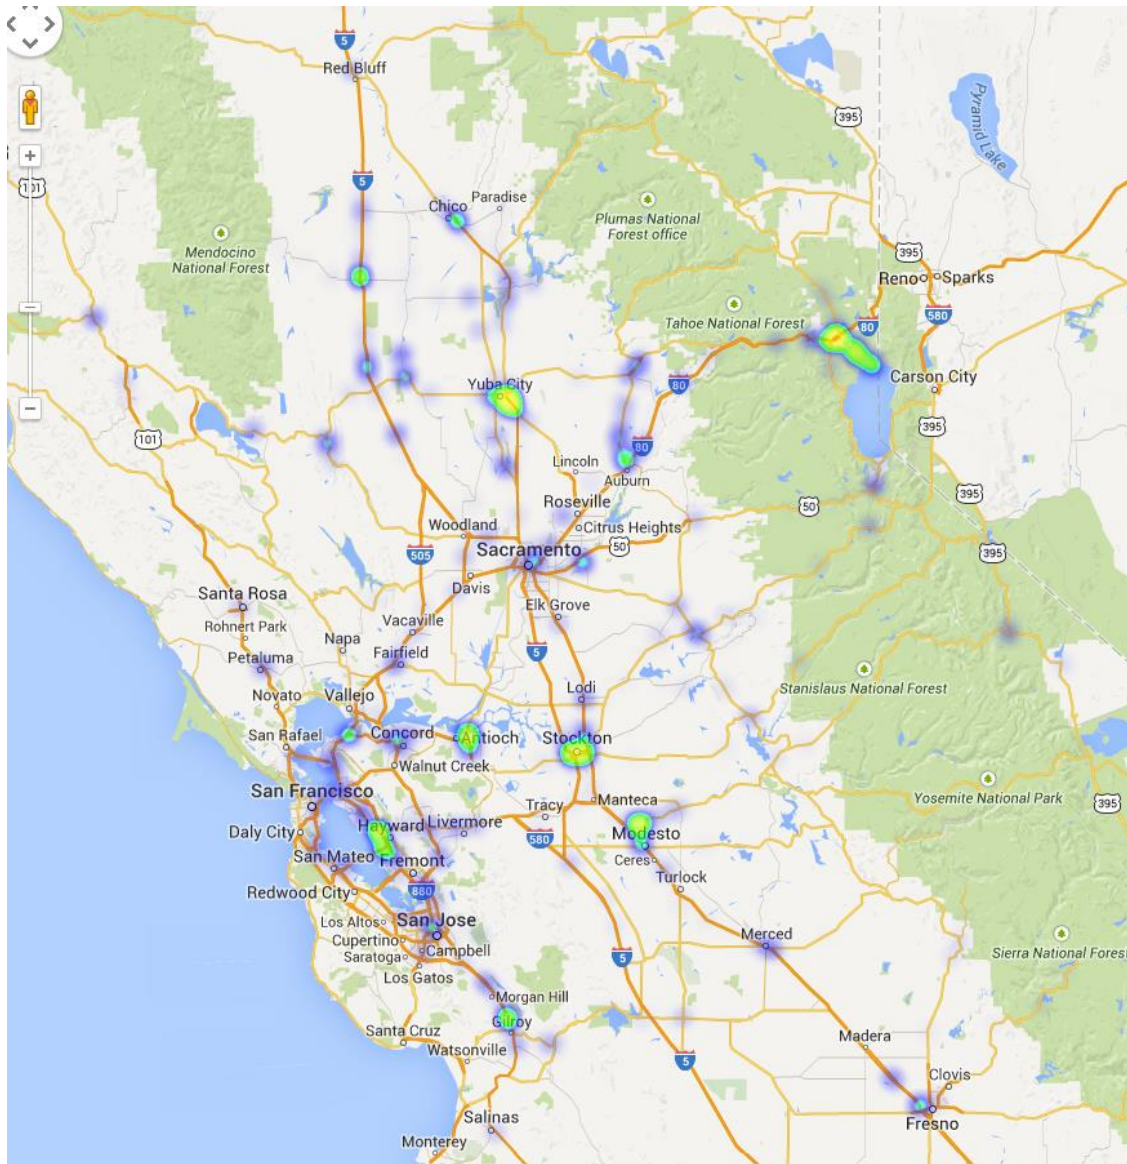 5
Red Bluff
395
Pyramid Lake
101
5
Paradise
Chico
Plumas National
Forest office
Mendocino
National Forest
395
Reno
Sparks
Tahoe National Forest
80
580
Yuba City
80
Carson City
395
101
80
Lincoln
Auburn
395
Roseville
50
Woodland
Citrus Heights
Sacramento
50
505
395
Davis
Santa Rosa
Elk Grove
Rohnert Park
Vacaville
Napa
Petaluma
Fairfield
5
Stanislaus National Forest
Novato
Vallejo
Lodi
San Rafael
Concord
Antioch
Stockton
Walnut Creek
San Francisco
Yosemite National Park
Tracy
Manteca
395
Daly City
Hayward
Livermore
580
Modesto
San Mateo
Fremont
Ceres
Turlock
Redwood City
880
Los Altos
San Jose
Cupertino
Campbell
Saratoga
Merced
Los Gatos
5
Sierra National Forest
Morgan Hill
Gilroy
Santa Cruz
Watsonville
Madera
5
Clovis
Salinas
Fresno
Monterey